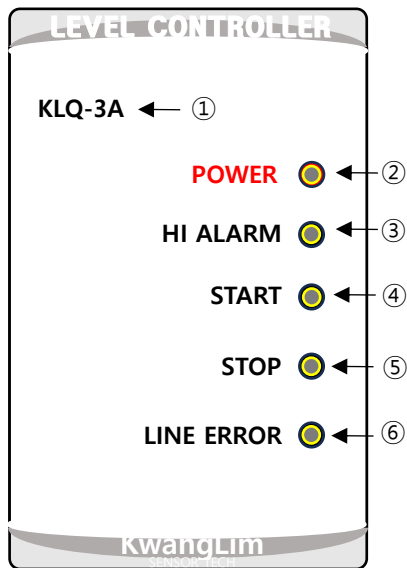 LEVEL CONTROLLER
KLQ-3A ①
POWER ②
HI ALARM ③
START ④
STOP ⑤
LINE ERROR ⑥
KwangLim
SENSOR TECH